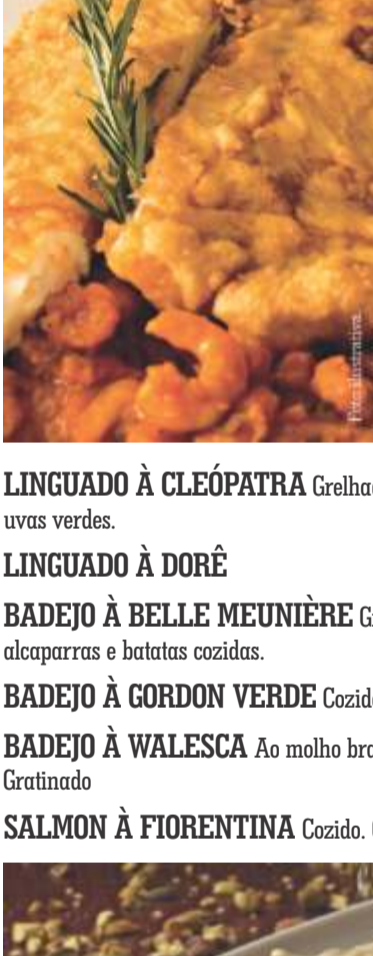 Foto ilustrativa.
LINGUADO À CLEÓPATRA
uvas verdes.
LINGUADO À DORÊ
BADEJO À BELLE MEUNIÈRE
alcaparras e batatas cozidas.
BADEJO À GORDON VERDE
BADEJO À WALESCA Ao molho
Gratinado
SALMON À FIORENTINA Cozido.